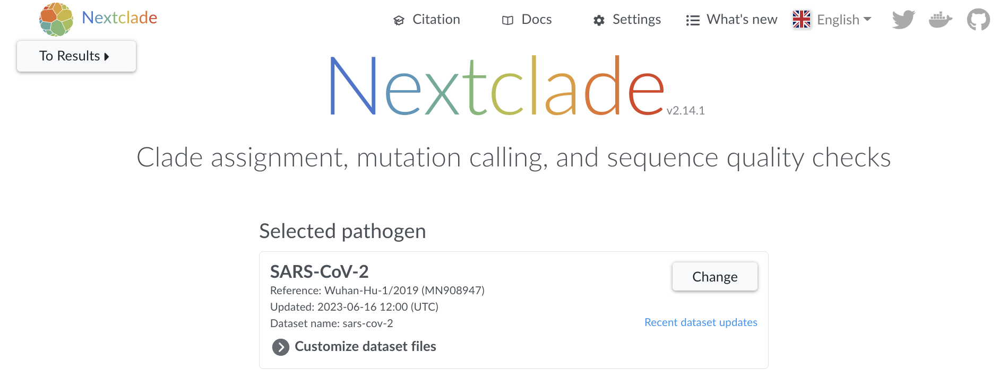 Nextclade
Citation
Docs
Settings
What's new
English
To Results
Nextclade
v2.14.1
Clade assignment, mutation calling, and sequence quality checks
Selected pathogen
SARS-CoV-2
Change
Reference: Wuhan-Hu-1/2019 (MN908947)
Updated: 2023-06-16 12:00 (UTC)
Dataset name: sars-cov-2
Recent dataset updates
Customize dataset files